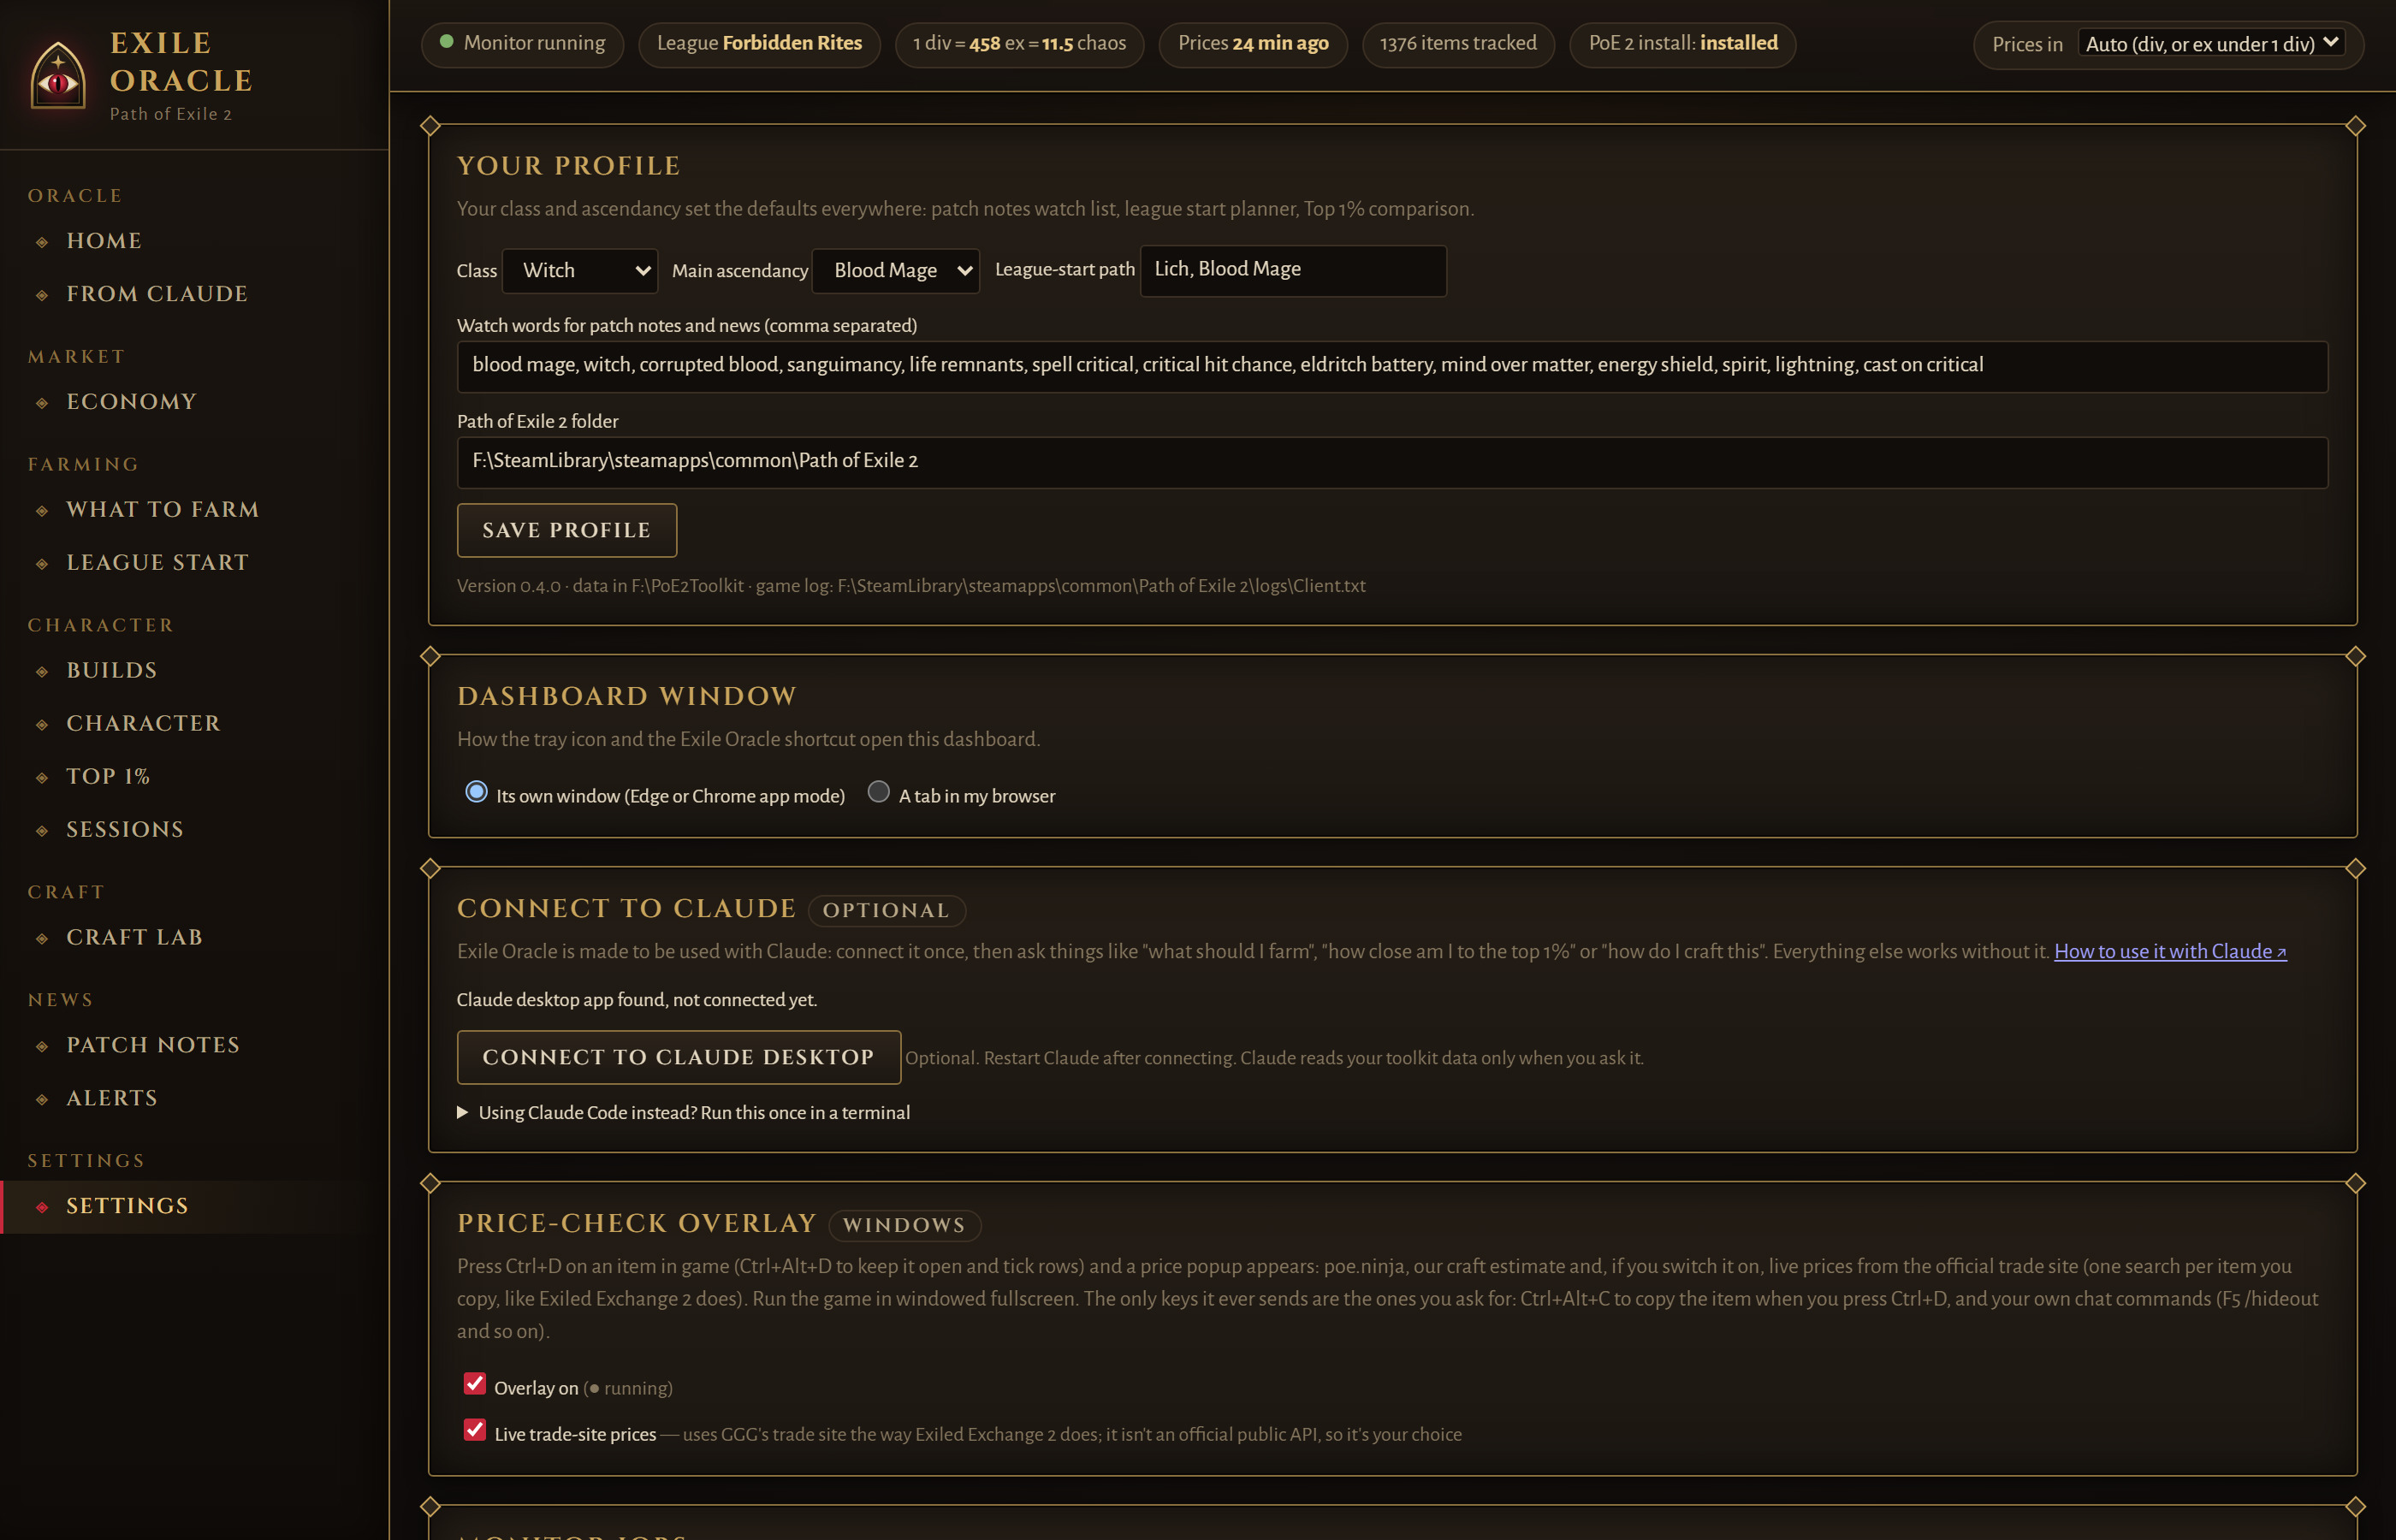 EXILE
ORACLE
Path of Exile 2
ORACLE
HOME
FROM CLAUDE
MARKET
ECONOMY
FARMING
WHAT TO FARM
LEAGUE START
CHARACTER
BUILDS
CHARACTER
TOP 1%
SESSIONS
CRAFT
CRAFT LAB
NEWS
PATCH NOTES
ALERTS
SETTINGS
SETTINGS
Monitor running
League Forbidden Rites
1 div = 458 ex = 11.5 chaos
Prices 24 min ago
1376 items tracked
PoE 2 install: installed
Prices in Auto (div, or ex under 1 div)
YOUR PROFILE
Your class and ascendancy set the defaults everywhere: patch notes watch list, league start planner, Top 1% comparison.
Class Witch Main ascendancy Blood Mage League-start path Lich, Blood Mage
Watch words for patch notes and news (comma separated)
blood mage, witch, corrupted blood, sanguimancy, life remnants, spell critical, critical hit chance, eldritch battery, mind over matter, energy shield, spirit, lightning, cast on critical
Path of Exile 2 folder
F:\SteamLibrary\steamapps\common\Path of Exile 2
SAVE PROFILE
Version 0.4.0 · data in F:\PoE2Toolkit · game log: F:\SteamLibrary\steamapps\common\Path of Exile 2\logs\Client.txt
DASHBOARD WINDOW
How the tray icon and the Exile Oracle shortcut open this dashboard.
Its own window (Edge or Chrome app mode) A tab in my browser
CONNECT TO CLAUDE OPTIONAL
Exile Oracle is made to be used with Claude: connect it once, then ask things like "what should I farm", "how close am I to the top 1%" or "how do I craft this". Everything else works without it. How to use it with Claude ↗
Claude desktop app found, not connected yet.
CONNECT TO CLAUDE DESKTOP Optional. Restart Claude after connecting. Claude reads your toolkit data only when you ask it.
Using Claude Code instead? Run this once in a terminal
PRICE-CHECK OVERLAY WINDOWS
Press Ctrl+D on an item in game (Ctrl+Alt+D to keep it open and tick rows) and a price popup appears: poe.ninja, our craft estimate and, if you switch it on, live prices from the official trade site (one search per item you
copy, like Exiled Exchange 2 does). Run the game in windowed fullscreen. The only keys it ever sends are the ones you ask for: Ctrl+Alt+C to copy the item when you press Ctrl+D, and your own chat commands (F5 /hideout
and so on).
Overlay on (● running)
Live trade-site prices — uses GGG's trade site the way Exiled Exchange 2 does; it isn't an official public API, so it's your choice